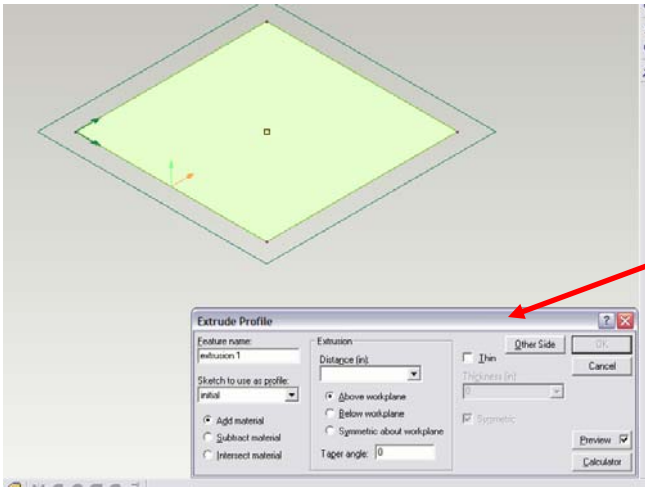 Extrude Profile
Feature name:
extrusion 1
Sketch to use as profile:
initial
Add material
Subtract material
Intersect material
Extrusion
Distance (in):
Above workplane
Below workplane
Symmetric about workplane
Taper angle: 0
Other Side
Thin
Thickness (in)
0
Symmetric
OK
Cancel
Preview
Calculator